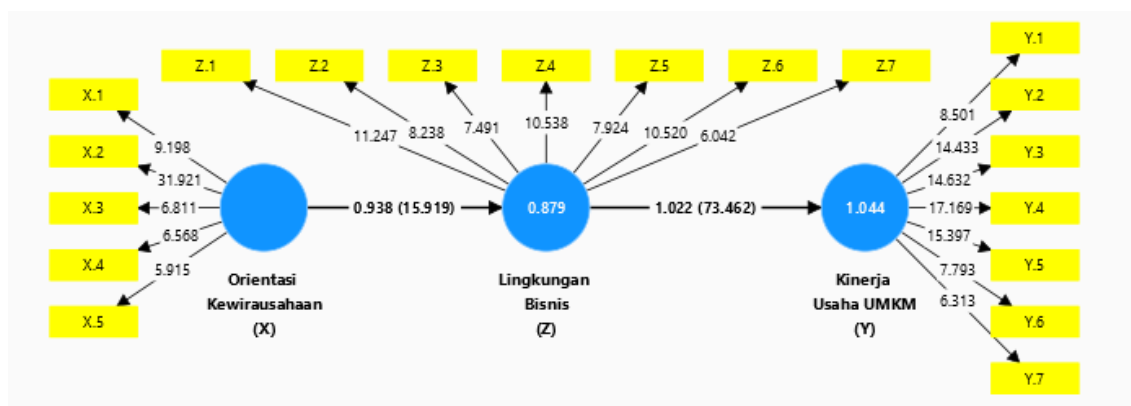 Y.1
Z.1
Z.2
Z.3
Z.4
Z.5
Z.6
Z.7
X.1
Y.2
8.501
11.247
8.238
7.491
10.538
7.924
10.520
6.042
X.2
9.198
14.433
Y.3
31.921
14.632
X.3
6.811
0.938 (15.919)
0.879
1.022 (73.462)
1.044
17.169
Y.4
6.568
15.397
X.4
5.915
7.793
Y.5
6.313
Orientasi
Kewirausahaan
(X)
Lingkungan
Bisnis
(Z)
Kinerja
Usaha UMKM
(Y)
X.5
Y.6
Y.7